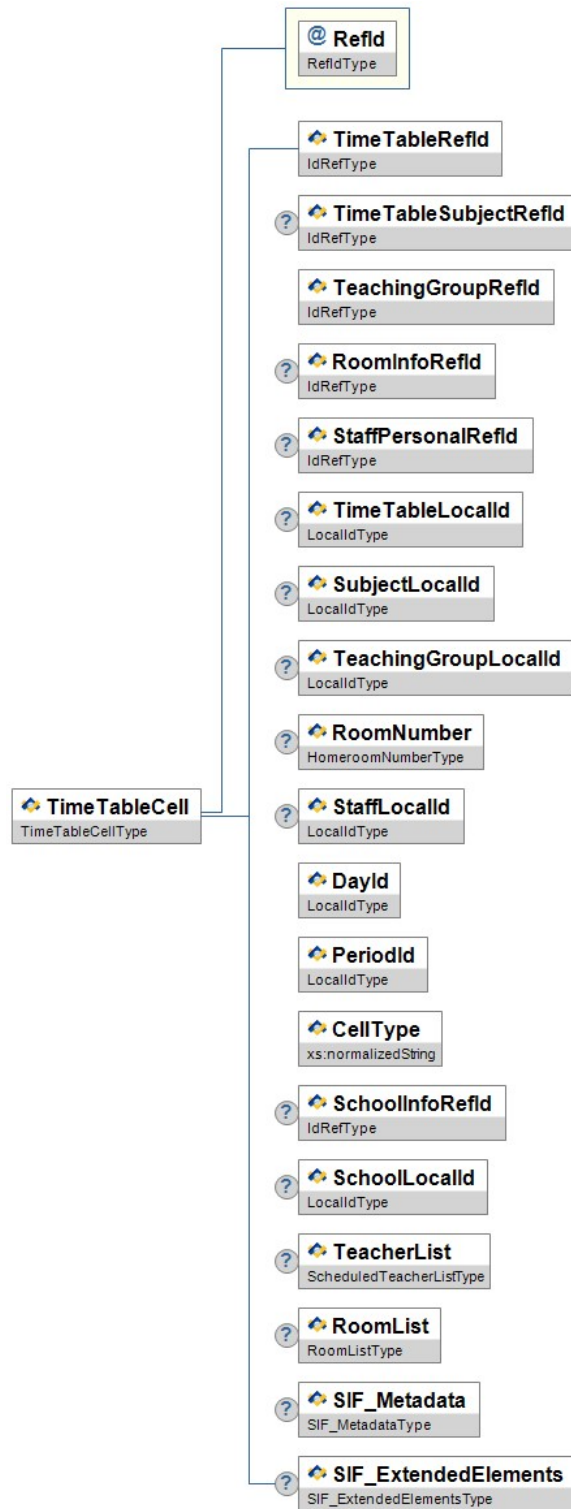 @ RefId
RefIdType
TimeTableRefId
IdRefType
? TimeTableSubjectRefId
IdRefType
TeachingGroupRefId
IdRefType
? RoomInfoRefId
IdRefType
? StaffPersonalRefId
IdRefType
? TimeTableLocalId
LocalIdType
? SubjectLocalId
LocalIdType
? TeachingGroupLocalId
LocalIdType
? RoomNumber
HomeroomNumberType
TimeTableCell
TimeTableCellType
? StaffLocalId
LocalIdType
DayId
LocalIdType
PeriodId
LocalIdType
CellType
xs:normalizedString
? SchoolInfoRefId
IdRefType
? SchoolLocalId
LocalIdType
? TeacherList
ScheduledTeacherListType
? RoomList
RoomListType
? SIF_Metadata
SIF_MetadataType
? SIF_ExtendedElements
SIF_ExtendedElementsType